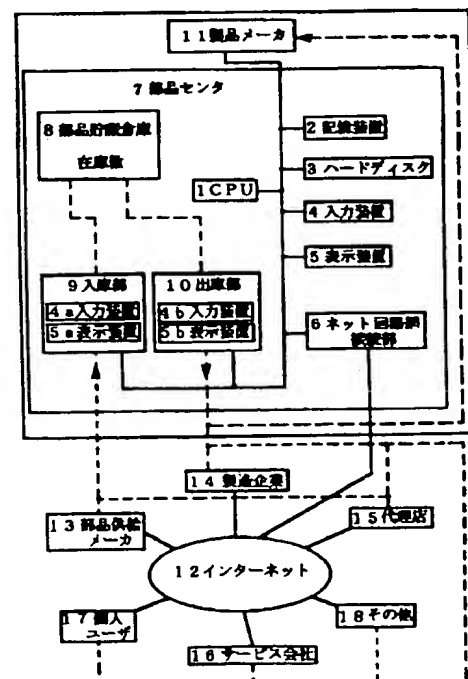 11製品メーカ
7 部品センタ
8 部品貯蔵倉庫
在庫数
2 記憶装置
3 ハードディスク
1CPU
4 入力装置
5 表示装置
9入庫部
4a入力装置
5a表示装置
10出庫部
4b入力装置
5b表示装置
6ネット回路網
接続部
14 製造企業
13部品供給
メーカ
15代理店
12インターネット
17個人
ユーザ
18その他
16サービス会社